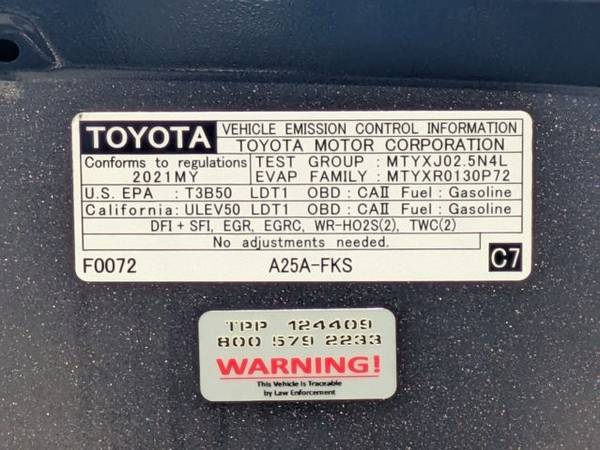 TOYOTA VEHICLE EMISSION CONTROL INFORMATION
TOYOTA MOTOR CORPORATION
Conforms to regulations TEST GROUP : MTYXJ02.5N4L
2021MY EVAP FAMILY : MTYXR0130P72
U.S. EPA : T3B50 LDT1 OBD : CAII Fuel : Gasoline
California: ULEV50 LDT1 OBD : CAII Fuel : Gasoline
DFI + SFI, EGR, EGRC, WR-HO2S(2), TWC(2)
No adjustments needed.
F0072 A25A-FKS C7
TPP 124409
800 579 2233
WARNING!
This Vehicle is Traceable
by Law Enforcement